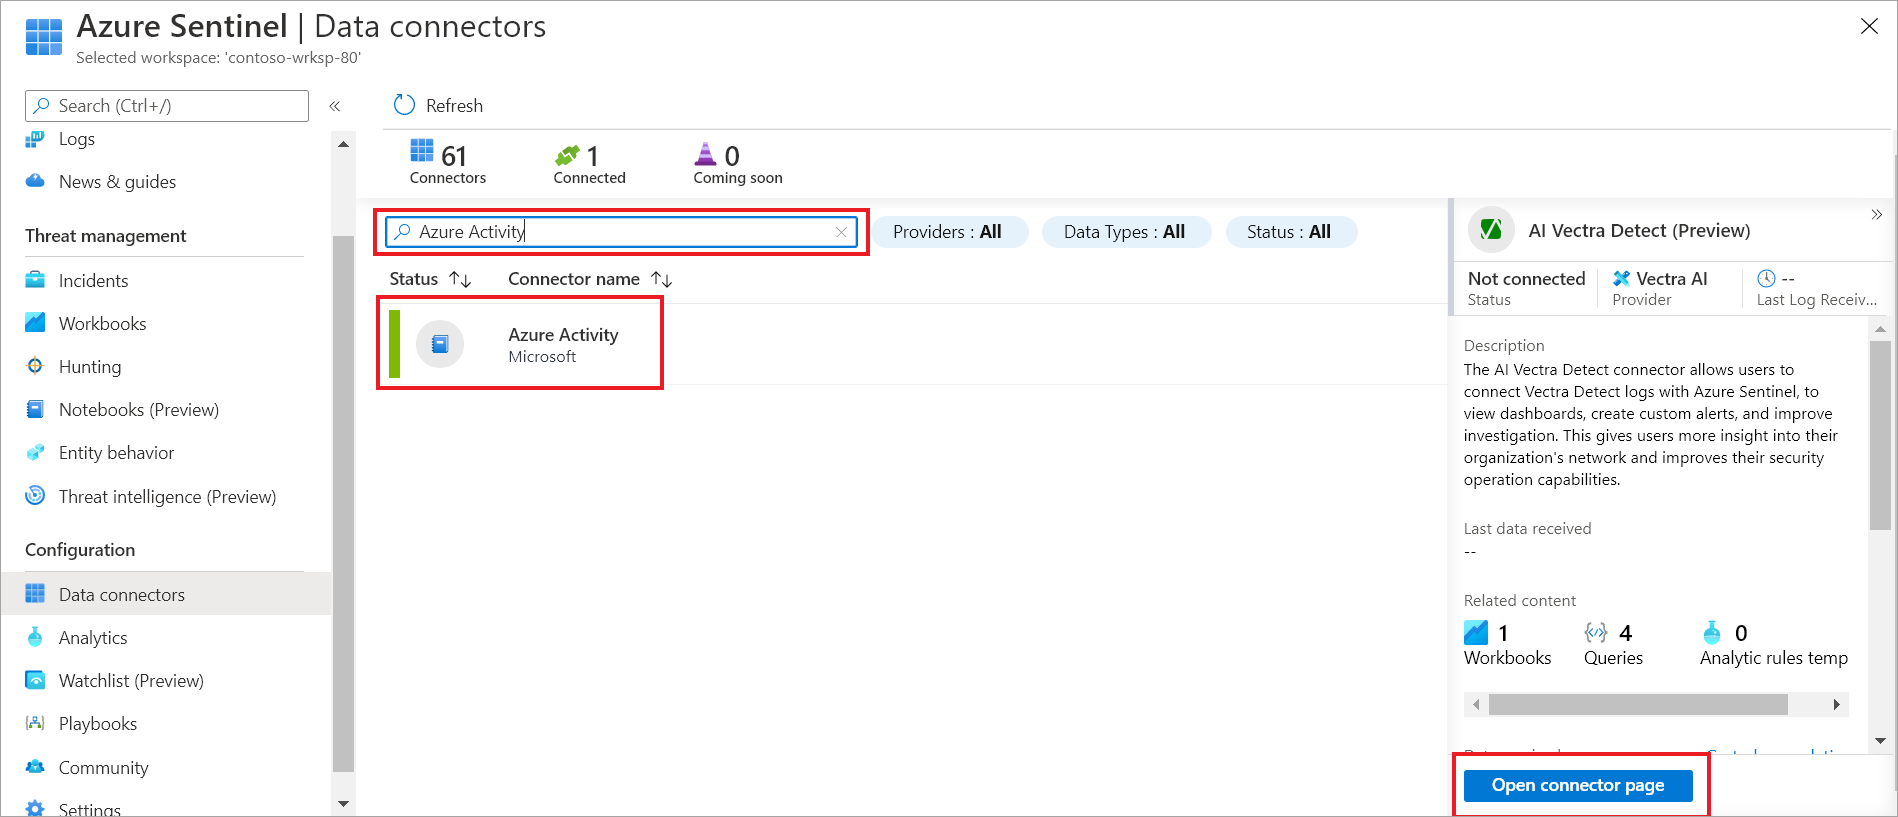 Azure Sentinel | Data connectors
Selected workspace: 'contoso-wrksp-80'
Search (Ctrl+/)
«
Logs
News & guides
Threat management
Incidents
Workbooks
Hunting
Notebooks (Preview)
Entity behavior
Threat intelligence (Preview)
Configuration
Data connectors
Analytics
Watchlist (Preview)
Playbooks
Community
Settings
Refresh
61
Connectors
1
Connected
0
Coming soon
Azure Activity
Providers : All
Data Types : All
Status : All
Status
Connector name
Azure Activity
Microsoft
»
AI Vectra Detect (Preview)
Not connected
Status
Vectra AI
Provider
--
Last Log Receiv...
Description
The AI Vectra Detect connector allows users to
connect Vectra Detect logs with Azure Sentinel, to
view dashboards, create custom alerts, and improve
investigation. This gives users more insight into their
organization's network and improves their security
operation capabilities.
Last data received
--
Related content
1
Workbooks
4
Queries
0
Analytic rules temp
Open connector page